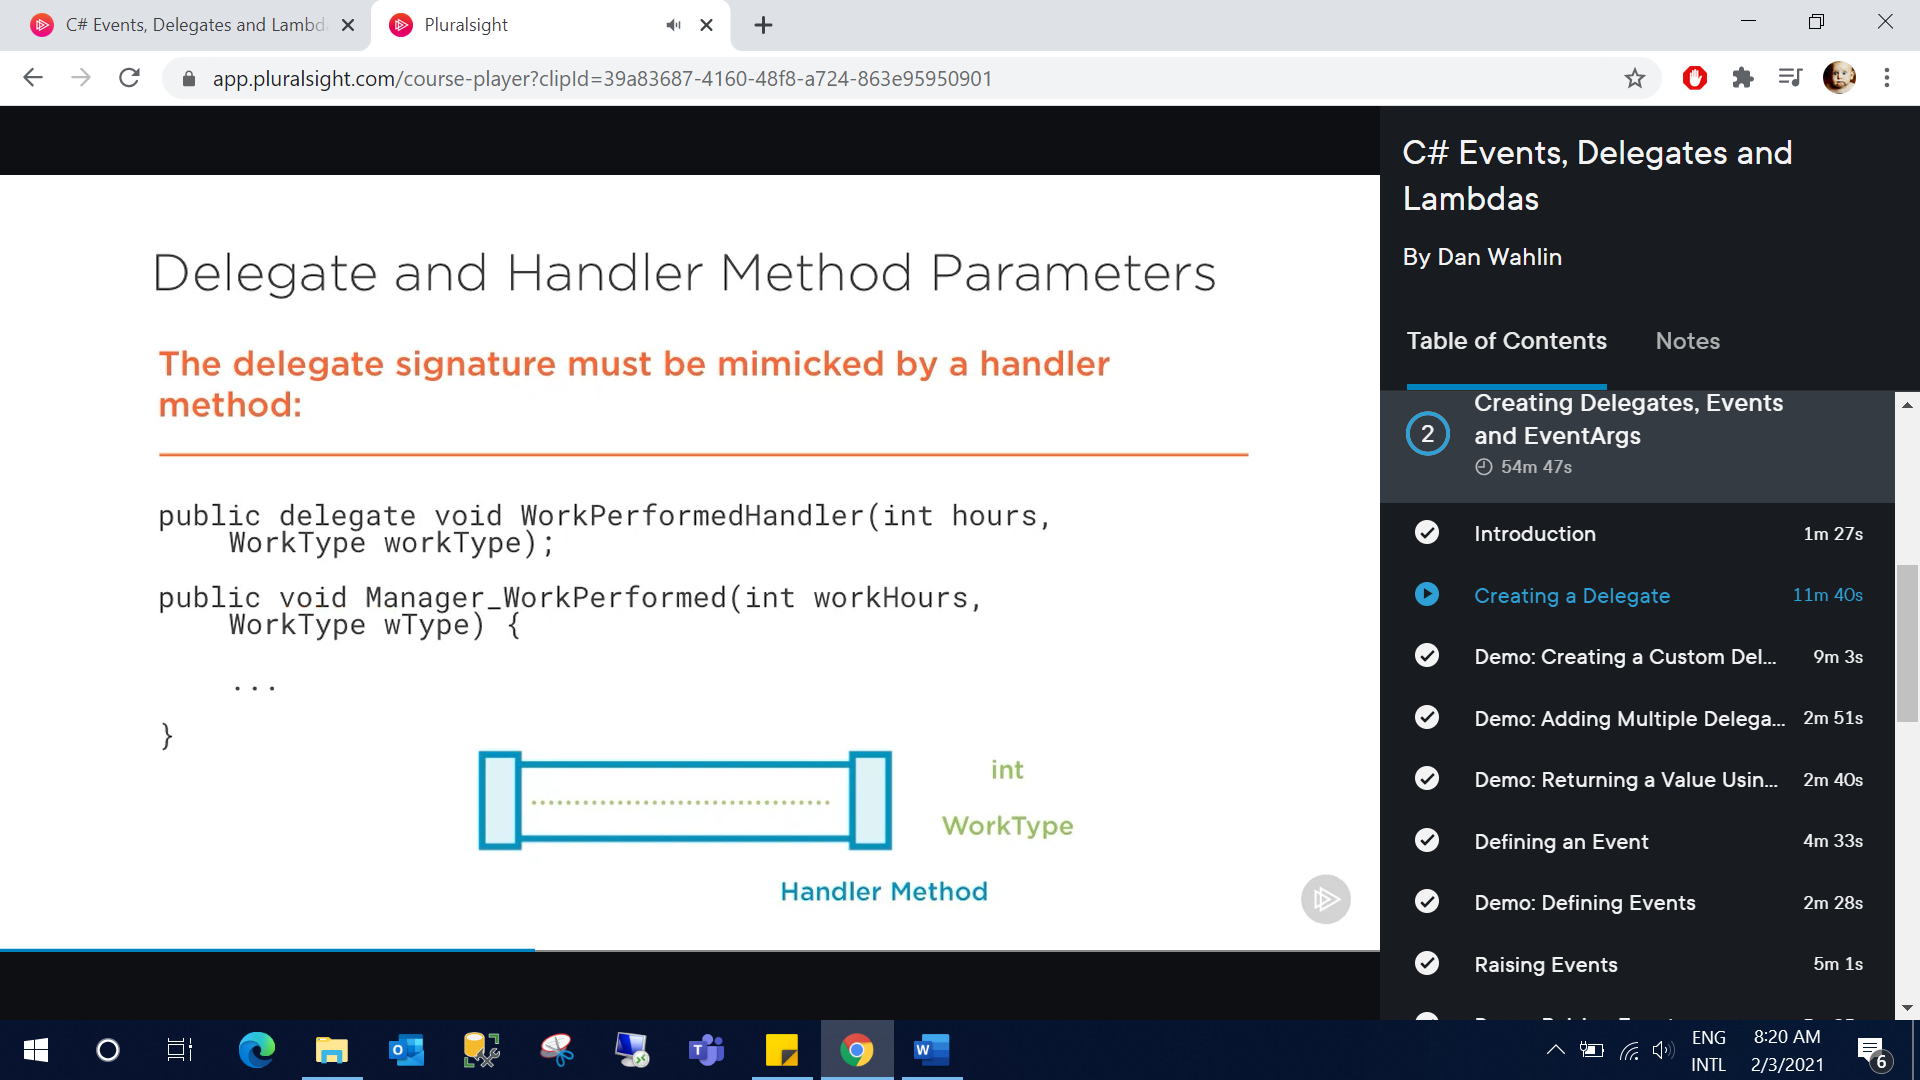 C# Events, Delegates and Lambd
Pluralsight
app.pluralsight.com/course-player?clipId=39a83687-4160-48f8-a724-863e95950901
Delegate and Handler Method Parameters
The delegate signature must be mimicked by a handler
method:
public delegate void WorkPerformedHandler(int hours,
WorkType workType);
public void Manager_WorkPerformed(int workHours,
WorkType wType) {
...
}
int
WorkType
Handler Method
C# Events, Delegates and
Lambdas
By Dan Wahlin
Table of Contents
Notes
2
Creating Delegates, Events
and EventArgs
54m 47s
Introduction
1m 27s
Creating a Delegate
11m 40s
Demo: Creating a Custom Del...
9m 3s
Demo: Adding Multiple Delega...
2m 51s
Demo: Returning a Value Usin...
2m 40s
Defining an Event
4m 33s
Demo: Defining Events
2m 28s
Raising Events
5m 1s
ENG
INTL
8:20 AM
2/3/2021
6